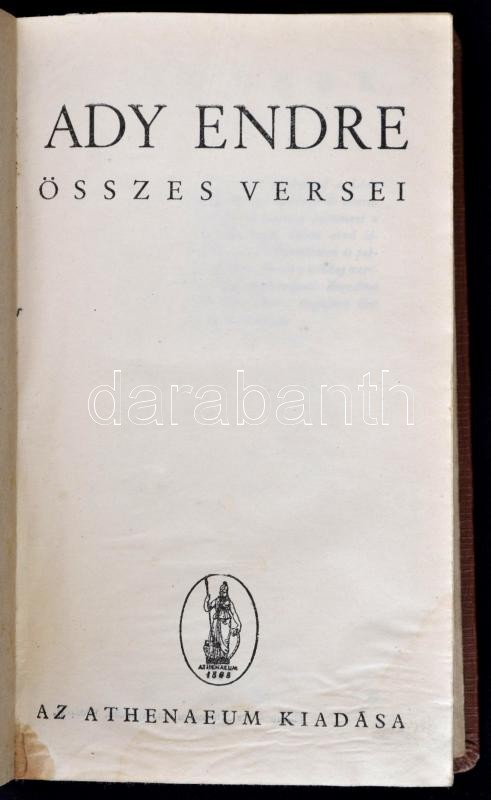 ADY ENDRE
ÖSSZES VERSEI
darabanth
ATHENAEUM
1868
AZ ATHENAEUM KIADÁSA